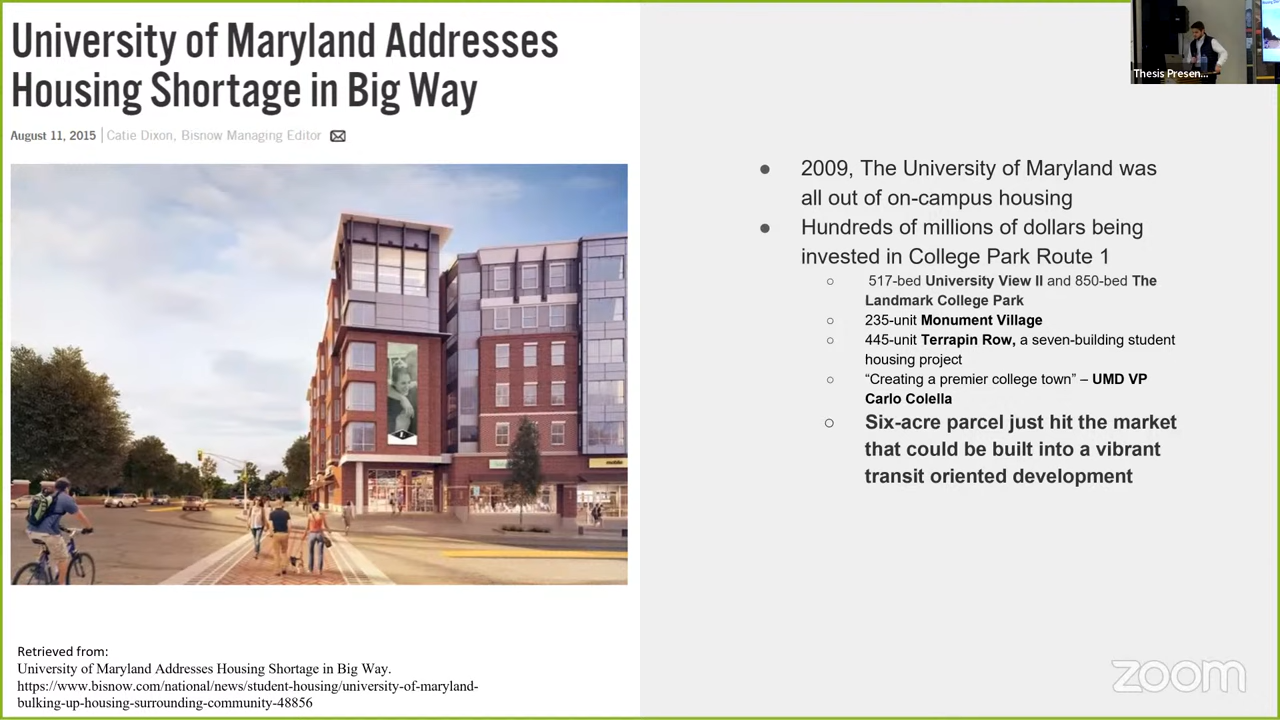 University of Maryland Addresses
Housing Shortage in Big Way
August 11, 2015 | Catie Dixon, Bisnow Managing Editor
Thesis Presen...
● 2009, The University of Maryland was
all out of on-campus housing
● Hundreds of millions of dollars being
invested in College Park Route 1
○ 517-bed University View II and 850-bed The
Landmark College Park
○ 235-unit Monument Village
○ 445-unit Terrapin Row, a seven-building student
housing project
○ “Creating a premier college town” – UMD VP
Carlo Colella
○ Six-acre parcel just hit the market
that could be built into a vibrant
transit oriented development
Retrieved from:
University of Maryland Addresses Housing Shortage in Big Way.
https://www.bisnow.com/national/news/student-housing/university-of-maryland-
bulking-up-housing-surrounding-community-48856
zoom